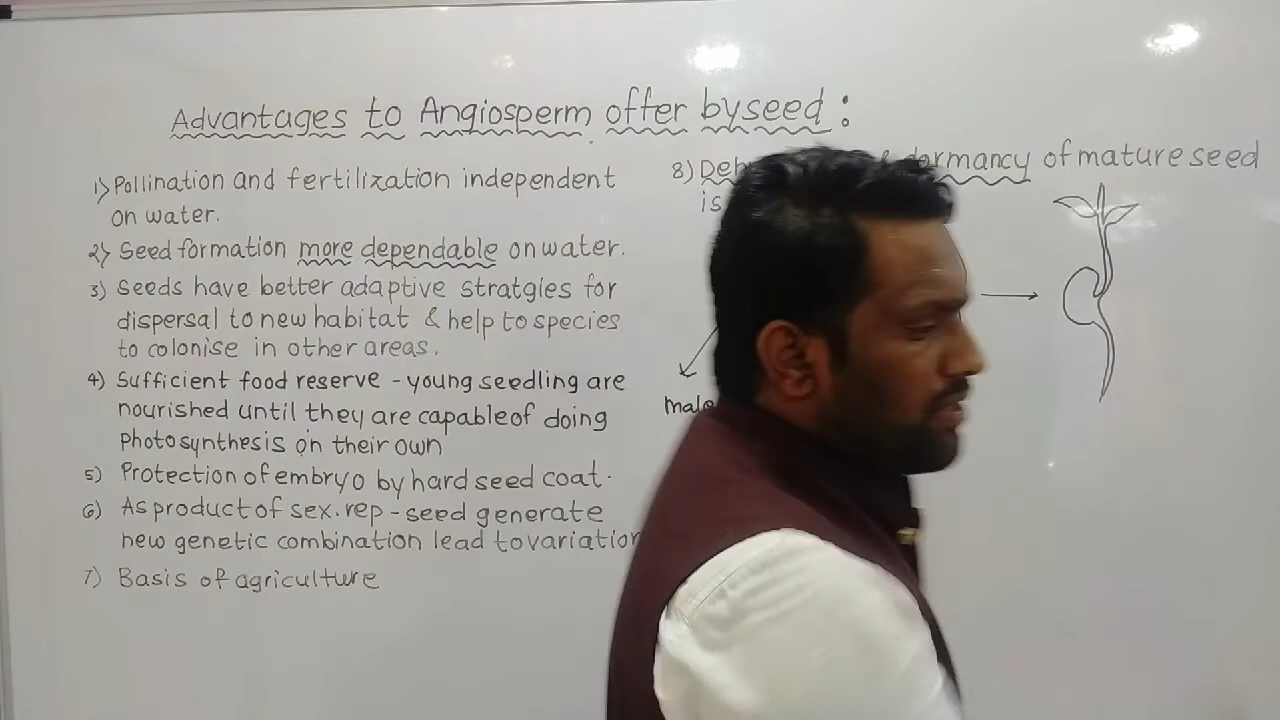 Advantages to Angiosperm offer by seed :
1) Pollination and fertilization independent
on water.
2) Seed formation more dependable on water.
3) Seeds have better adaptive stratgies for
dispersal to new habitat & help to species
to colonise in other areas.
4) Sufficient food reserve - young seedling are
nourished until they are capable of doing
photosynthesis on their own
5) Protection of embryo by hard seed coat.
6) As product of sex. rep - seed generate
new genetic combination lead to variation
7) Basis of agriculture
8) dormancy of mature seed
is
male